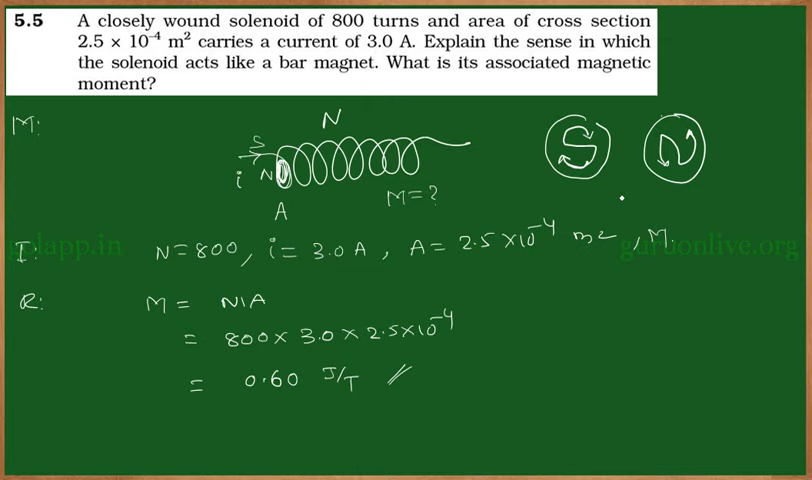 5.5 A closely wound solenoid of 800 turns and area of cross section
2.5 × 10⁻⁴ m² carries a current of 3.0 A. Explain the sense in which
the solenoid acts like a bar magnet. What is its associated magnetic
moment?
M:
N
S
i N
A
M = ?
S N
I: N = 800, i = 3.0 A, A = 2.5 × 10⁻⁴ m2, M.
gplapp.in
guruonline.org
R: M = NIA
= 800 × 3.0 × 2.5 × 10⁻⁴
= 0.60 J/T